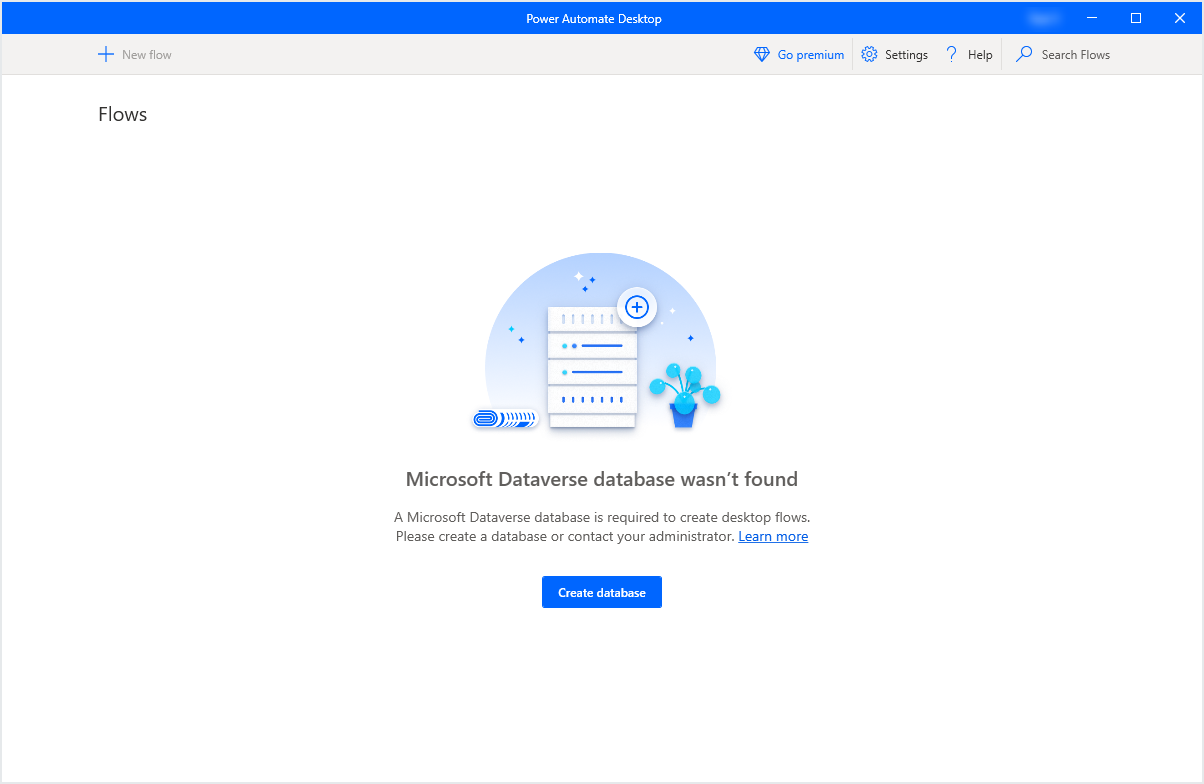 Power Automate Desktop
New flow
Go premium
Settings
Help
Search Flows
Flows
Microsoft Dataverse database wasn’t found
A Microsoft Dataverse database is required to create desktop flows.
Please create a database or contact your administrator. Learn more
Create database